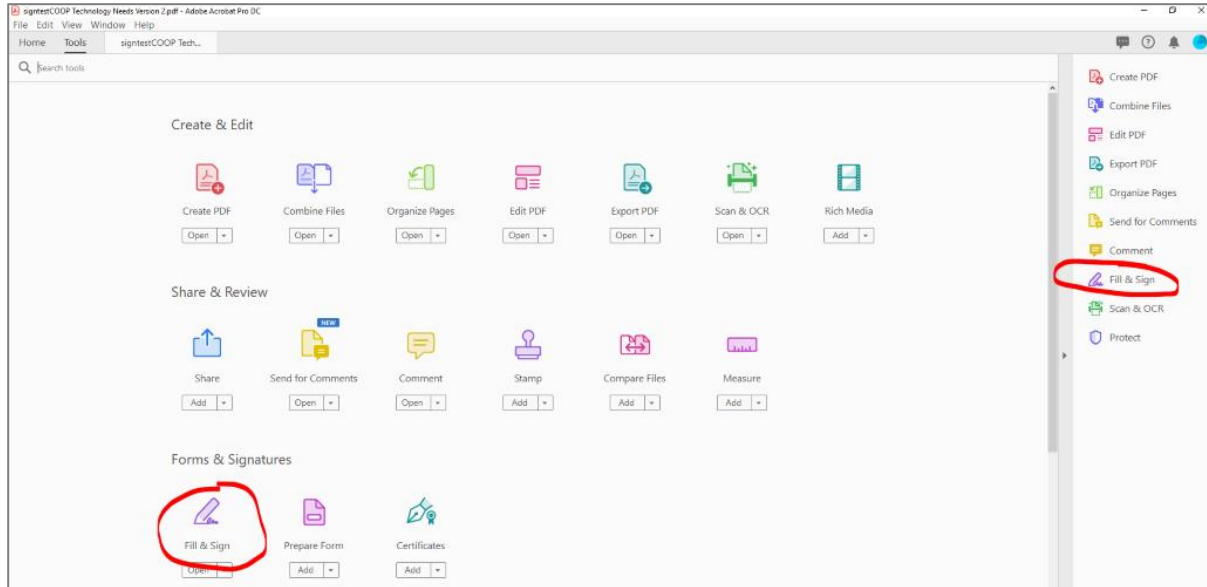 signtestCOOP Technology Needs Version 2.pdf - Adobe Acrobat Pro DC
File Edit View Window Help
Home Tools signtestCOOP Tech...
Search tools
Create & Edit
Create PDF Combine Files Organize Pages Edit PDF Export PDF Scan & OCR Rich Media
Open Open Open Open Open Open Add
Share & Review
NEW
Share Send for Comments Comment Stamp Compare Files Measure
Add Open Open Add Add Add
Forms & Signatures
Fill & Sign Prepare Form Certificates
Open Add Add
Create PDF
Combine Files
Edit PDF
Export PDF
Organize Pages
Send for Comments
Comment
Fill & Sign
Scan & OCR
Protect